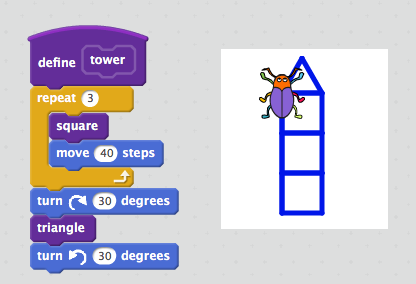 define tower
repeat 3
square
move 40 steps
turn 30 degrees
triangle
turn 30 degrees